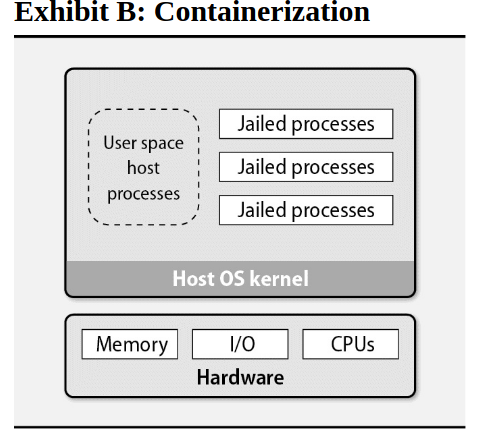 Exhibit B: Containerization
User space
host
processes
Jailed processes
Jailed processes
Jailed processes
Host OS kernel
Memory
I/O
CPUs
Hardware